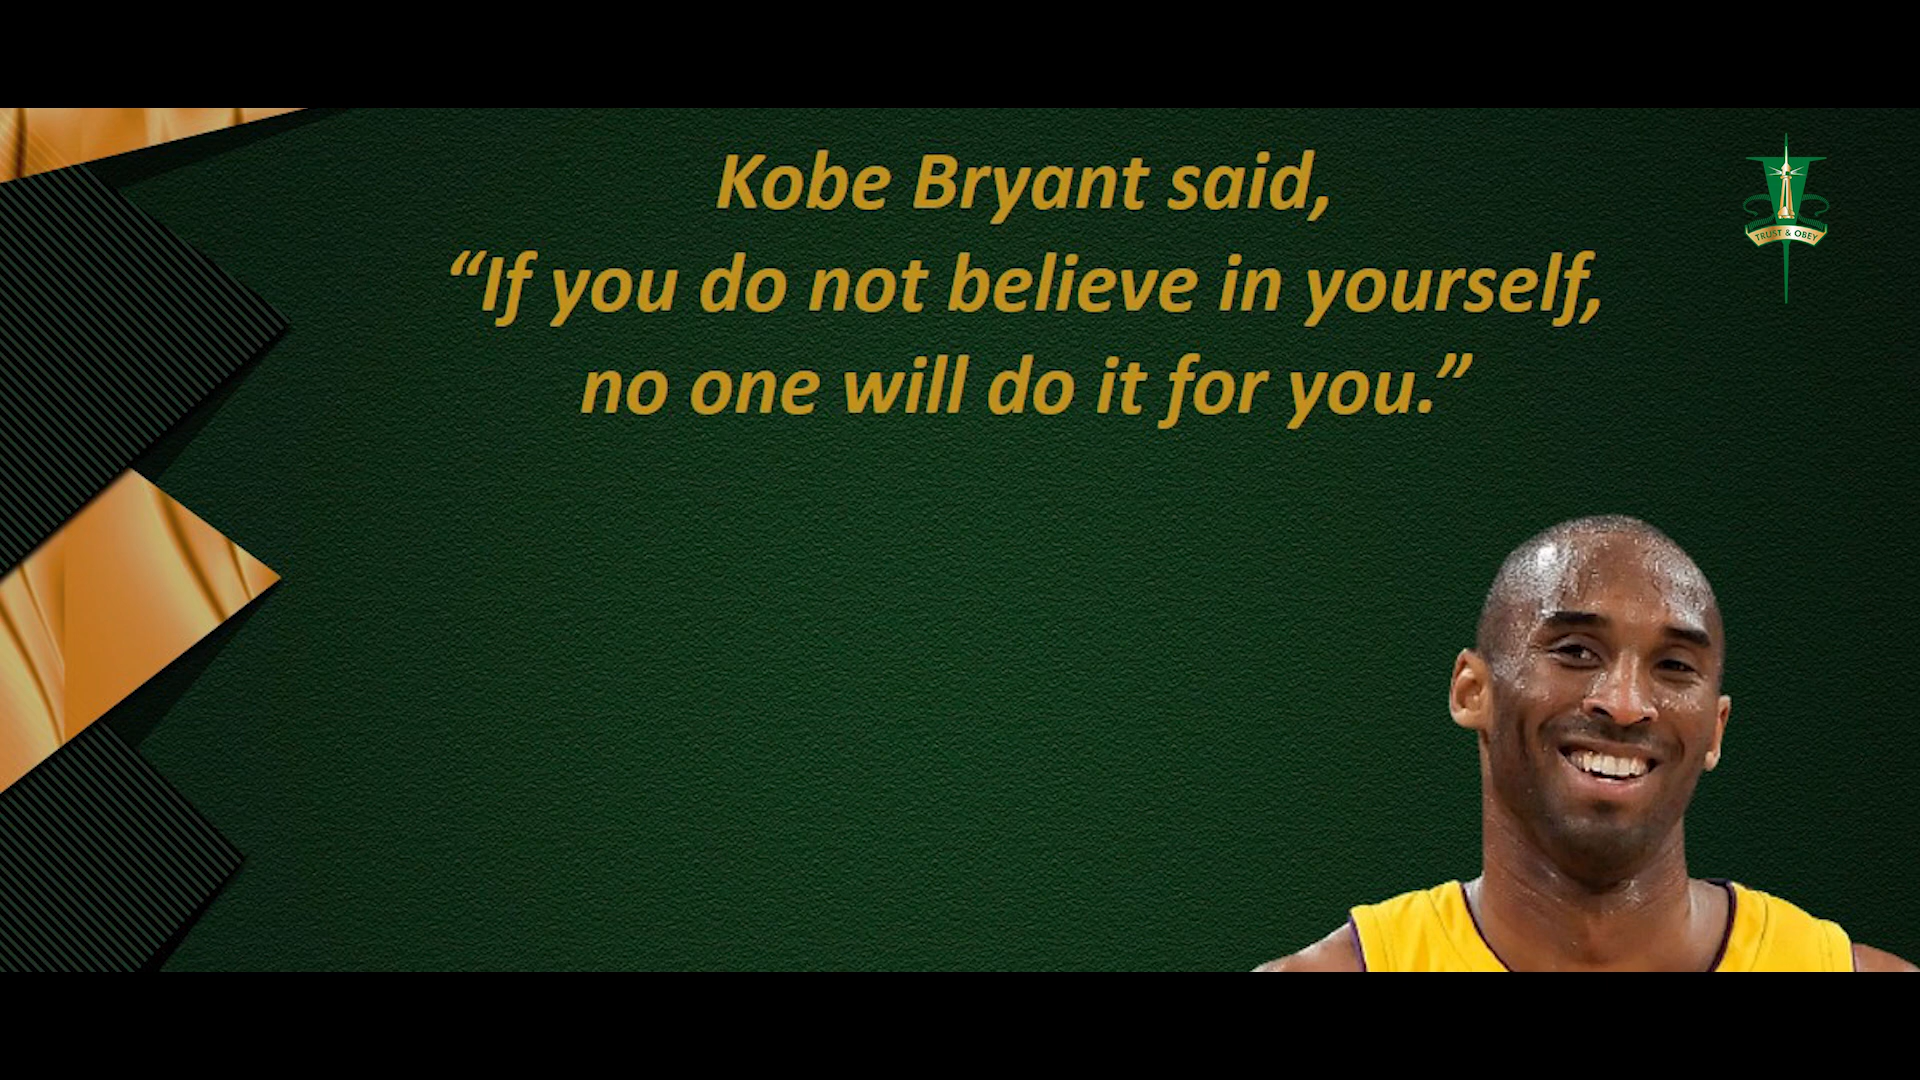 Kobe Bryant said,
“If you do not believe in yourself,
no one will do it for you.”
TRUST & OBEY